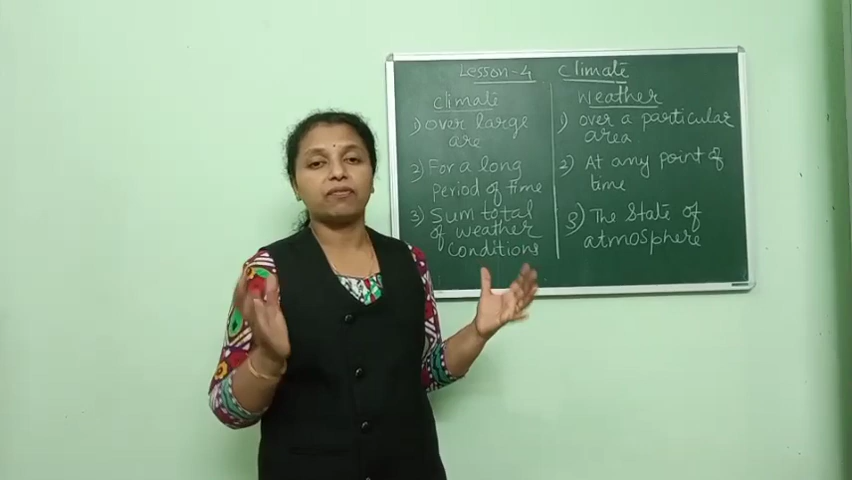 Lesson-4 Climate
Climate
1) Over large
are
2) For a long
Period of Time
3) Sum total
of weather
Conditions
Weather
1) over a particular
area
2) At any point of
time
3) The State of
atmosphere